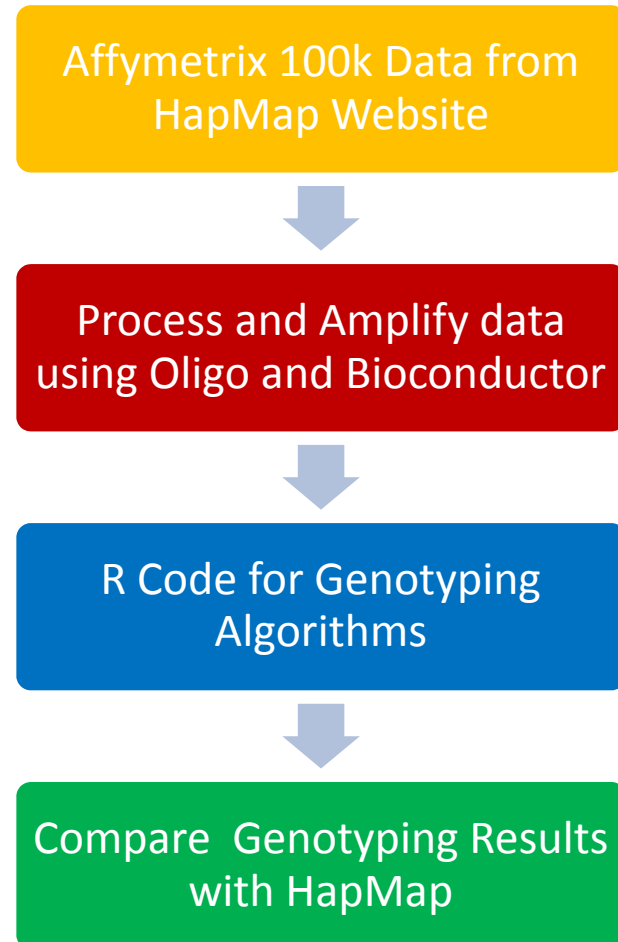 Affymetrix 100k Data from
HapMap Website
Process and Amplify data
using Oligo and Bioconductor
R Code for Genotyping
Algorithms
Compare  Genotyping Results
with HapMap